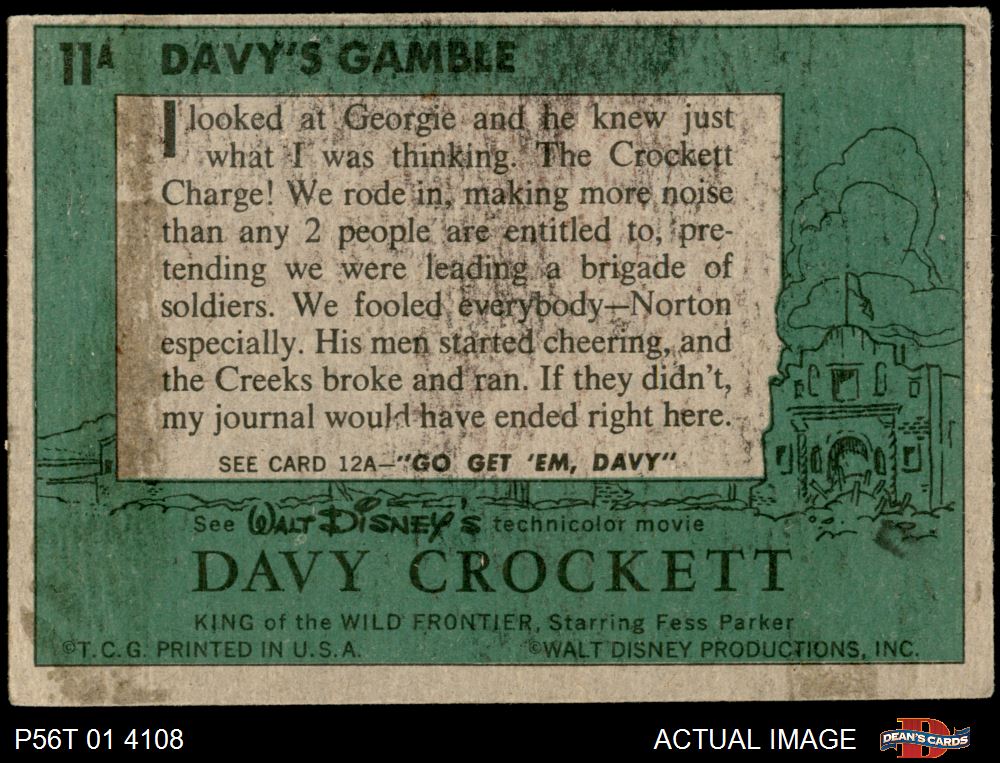 11A DAVY'S GAMBLE
I looked at Georgie and he knew just
what I was thinking. The Crockett
Charge! We rode in, making more noise
than any 2 people are entitled to, pre-
tending we were leading a brigade of
soldiers. We fooled everybody—Norton
especially. His men started cheering, and
the Creeks broke and ran. If they didn't,
my journal would have ended right here.
SEE CARD 12A—"GO GET 'EM, DAVY"
See WALT DISNEY'S technicolor movie
DAVY CROCKETT
KING of the WILD FRONTIER, Starring Fess Parker
©T.C.G. PRINTED IN U.S.A. ©WALT DISNEY PRODUCTIONS, INC.
P56T 01 4108 ACTUAL IMAGE DEAN'S CARDS